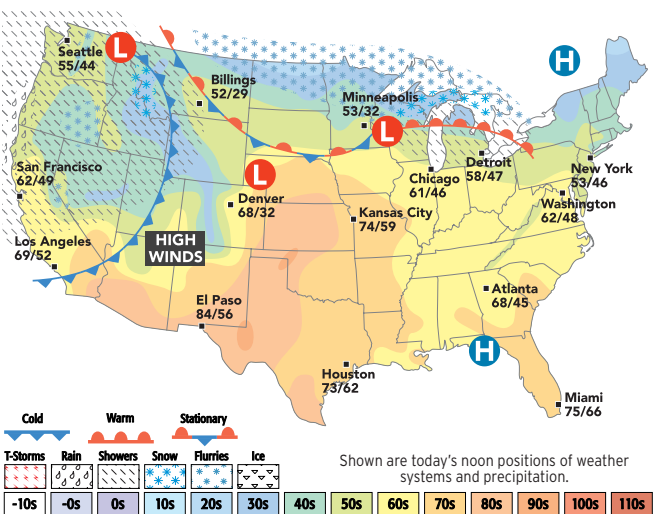 L
H
Seattle
55/44
Billings
52/29
Minneapolis
53/32
L
San Francisco
62/49
L
Denver
68/32
Chicago
61/46
Detroit
58/47
New York
53/46
Washington
62/48
Kansas City
74/59
Los Angeles
69/52
HIGH
WINDS
El Paso
84/56
Atlanta
68/45
H
Houston
73/62
Miami
75/66
Cold
Warm
Stationary
T-Storms
Rain
Showers
Snow
Flurries
Ice
Shown are today's noon positions of weather
systems and precipitation.
-10s
-0s
0s
10s
20s
30s
40s
50s
60s
70s
80s
90s
100s
110s